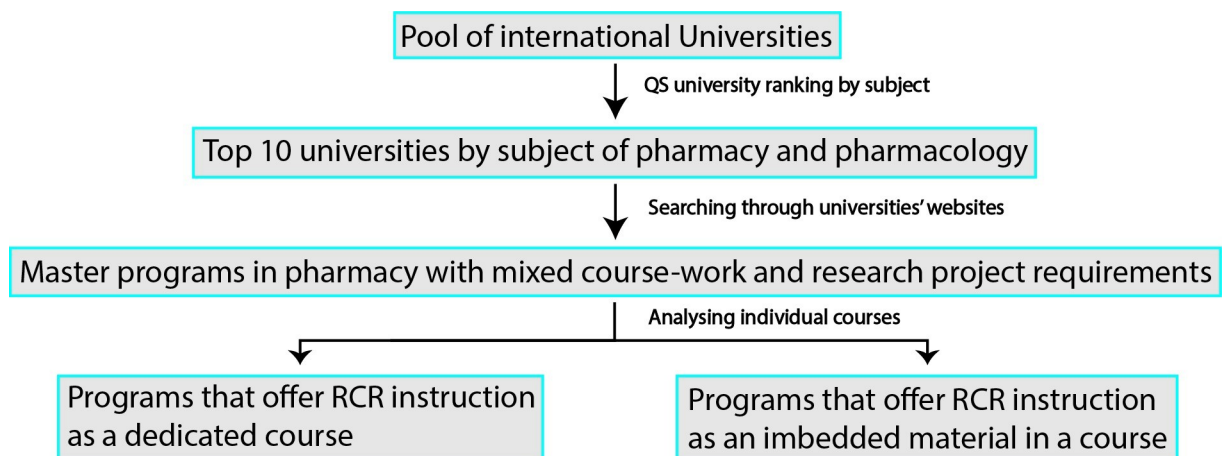 Pool of international Universities
QS university ranking by subject
Top 10 universities by subject of pharmacy and pharmacology
Searching through universities' websites
Master programs in pharmacy with mixed course-work and research project requirements
Analysing individual courses
Programs that offer RCR instruction
as a dedicated course
Programs that offer RCR instruction
as an imbedded material in a course